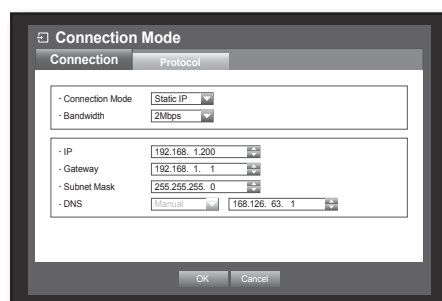 Connection Mode
Connection Protocol
· Connection Mode Static IP
· Bandwidth 2Mbps
· IP 192.168. 1.200
· Gateway 192.168. 1. 1
· Subnet Mask 255.255.255. 0
· DNS Manual 168.126. 63. 1
OK Cancel